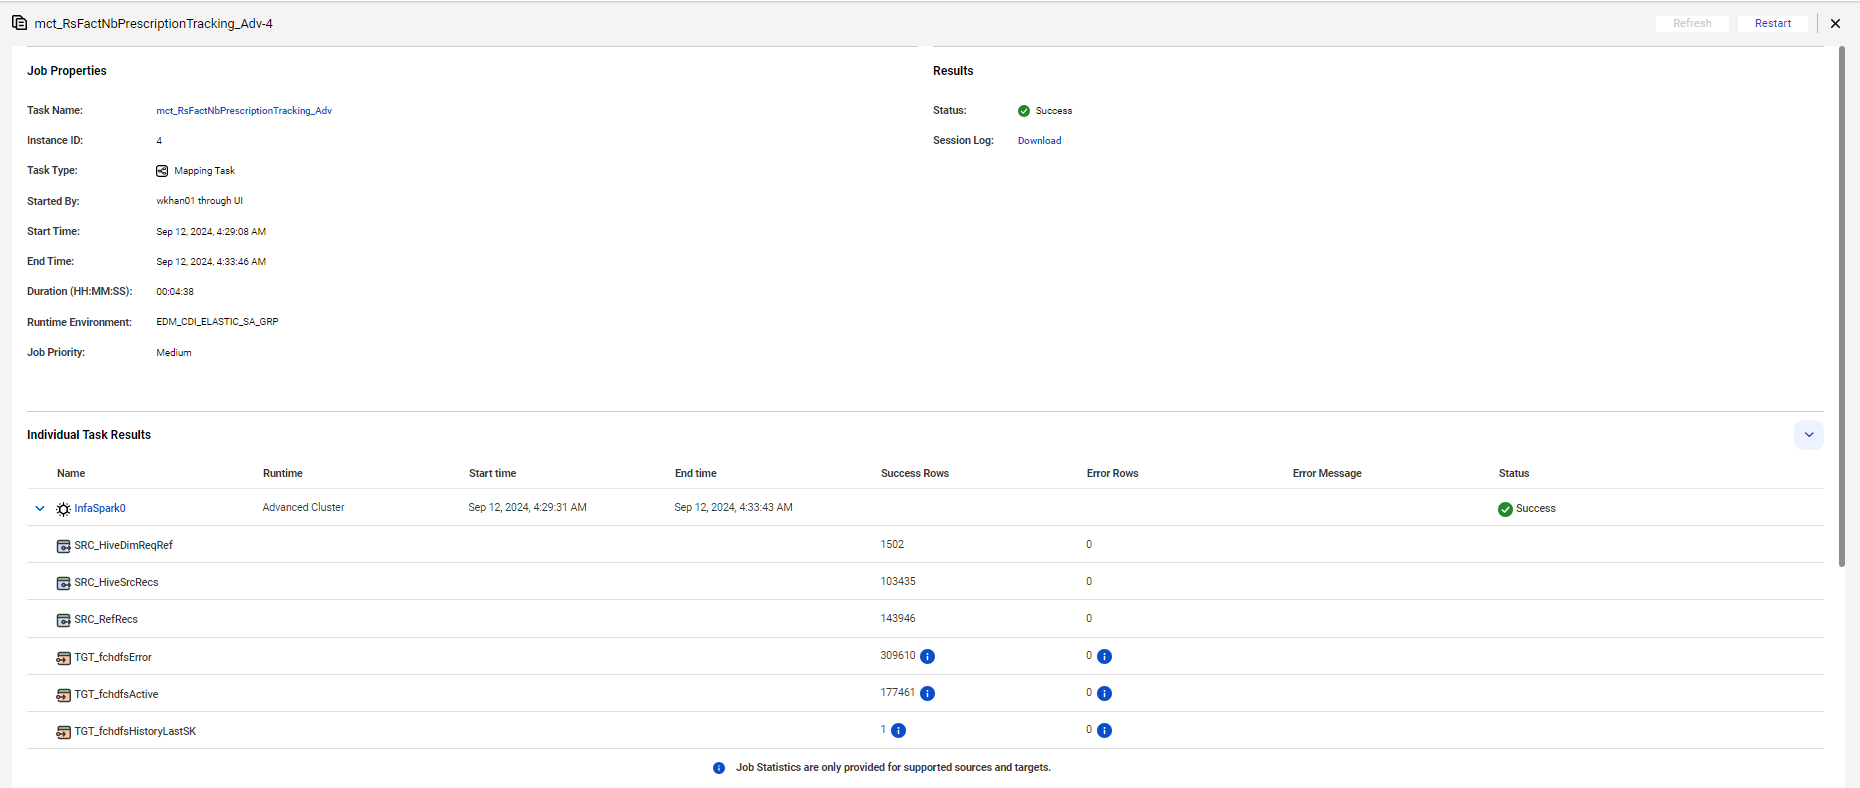 mct_RsFactNbPrescriptionTracking_Adv-4
Refresh
Restart
Job Properties
Task Name: mct_RsFactNbPrescriptionTracking_Adv
Instance ID: 4
Task Type: Mapping Task
Started By: wkhan01 through UI
Start Time: Sep 12, 2024, 4:29:08 AM
End Time: Sep 12, 2024, 4:33:46 AM
Duration (HH:MM:SS): 00:04:38
Runtime Environment: EDM_CDI_ELASTIC_SA_GRP
Job Priority: Medium
Results
Status: Success
Session Log: Download
Individual Task Results
Name Runtime Start time End time Success Rows Error Rows Error Message Status
InfaSpark0 Advanced Cluster Sep 12, 2024, 4:29:31 AM Sep 12, 2024, 4:33:43 AM Success
SRC_HiveDimReqRef 1502 0
SRC_HiveSrcRecs 103435 0
SRC_RefRecs 143946 0
TGT_fchdfsError 309610 0
TGT_fchdfsActive 177461 0
TGT_fchdfsHistoryLastSK 1 0
Job Statistics are only provided for supported sources and targets.